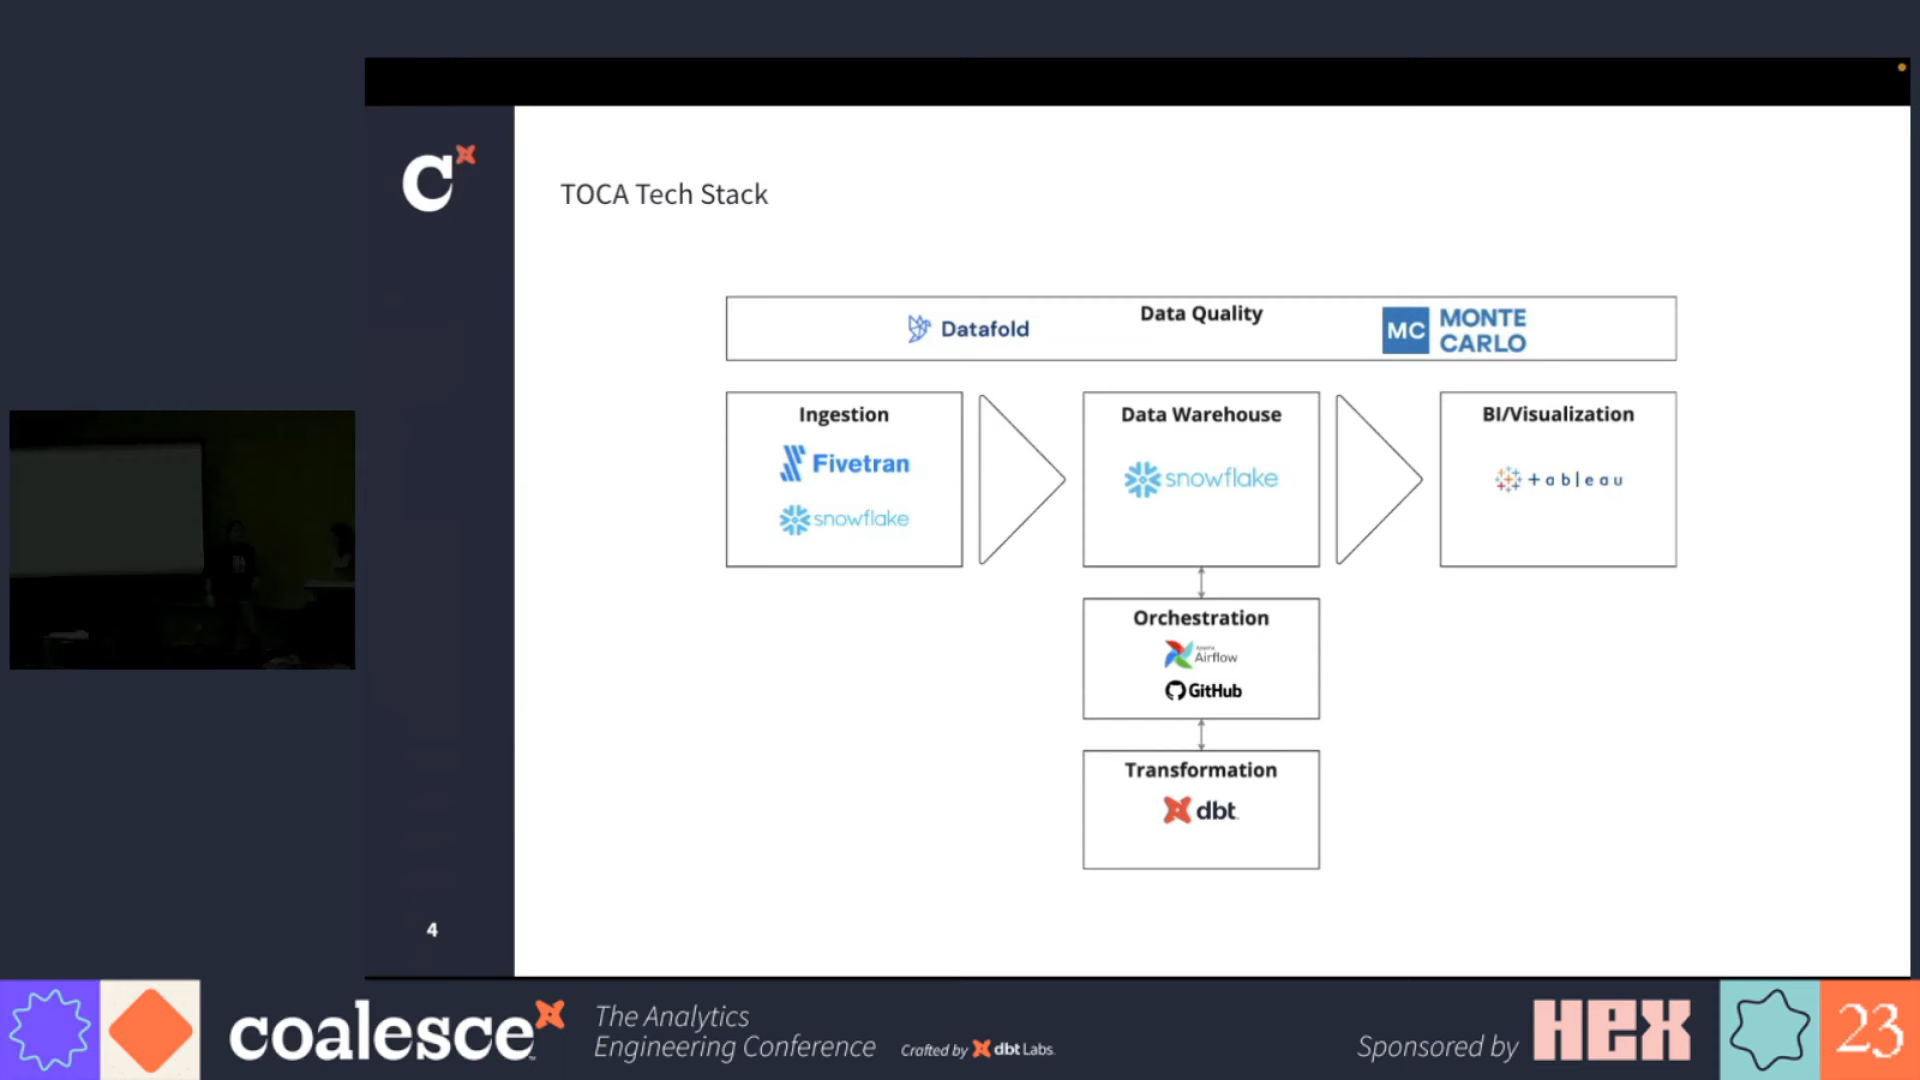 C
TOCA Tech Stack
Data Quality
Datafold
MC MONTE
CARLO
Ingestion
Fivetran
snowflake
Data Warehouse
snowflake
BI/Visualization
+ a b | e a u
Orchestration
Apache
Airflow
GitHub
Transformation
dbt
4
coalesce
The Analytics
Engineering Conference
Crafted by dbt Labs
Sponsored by HEX
23